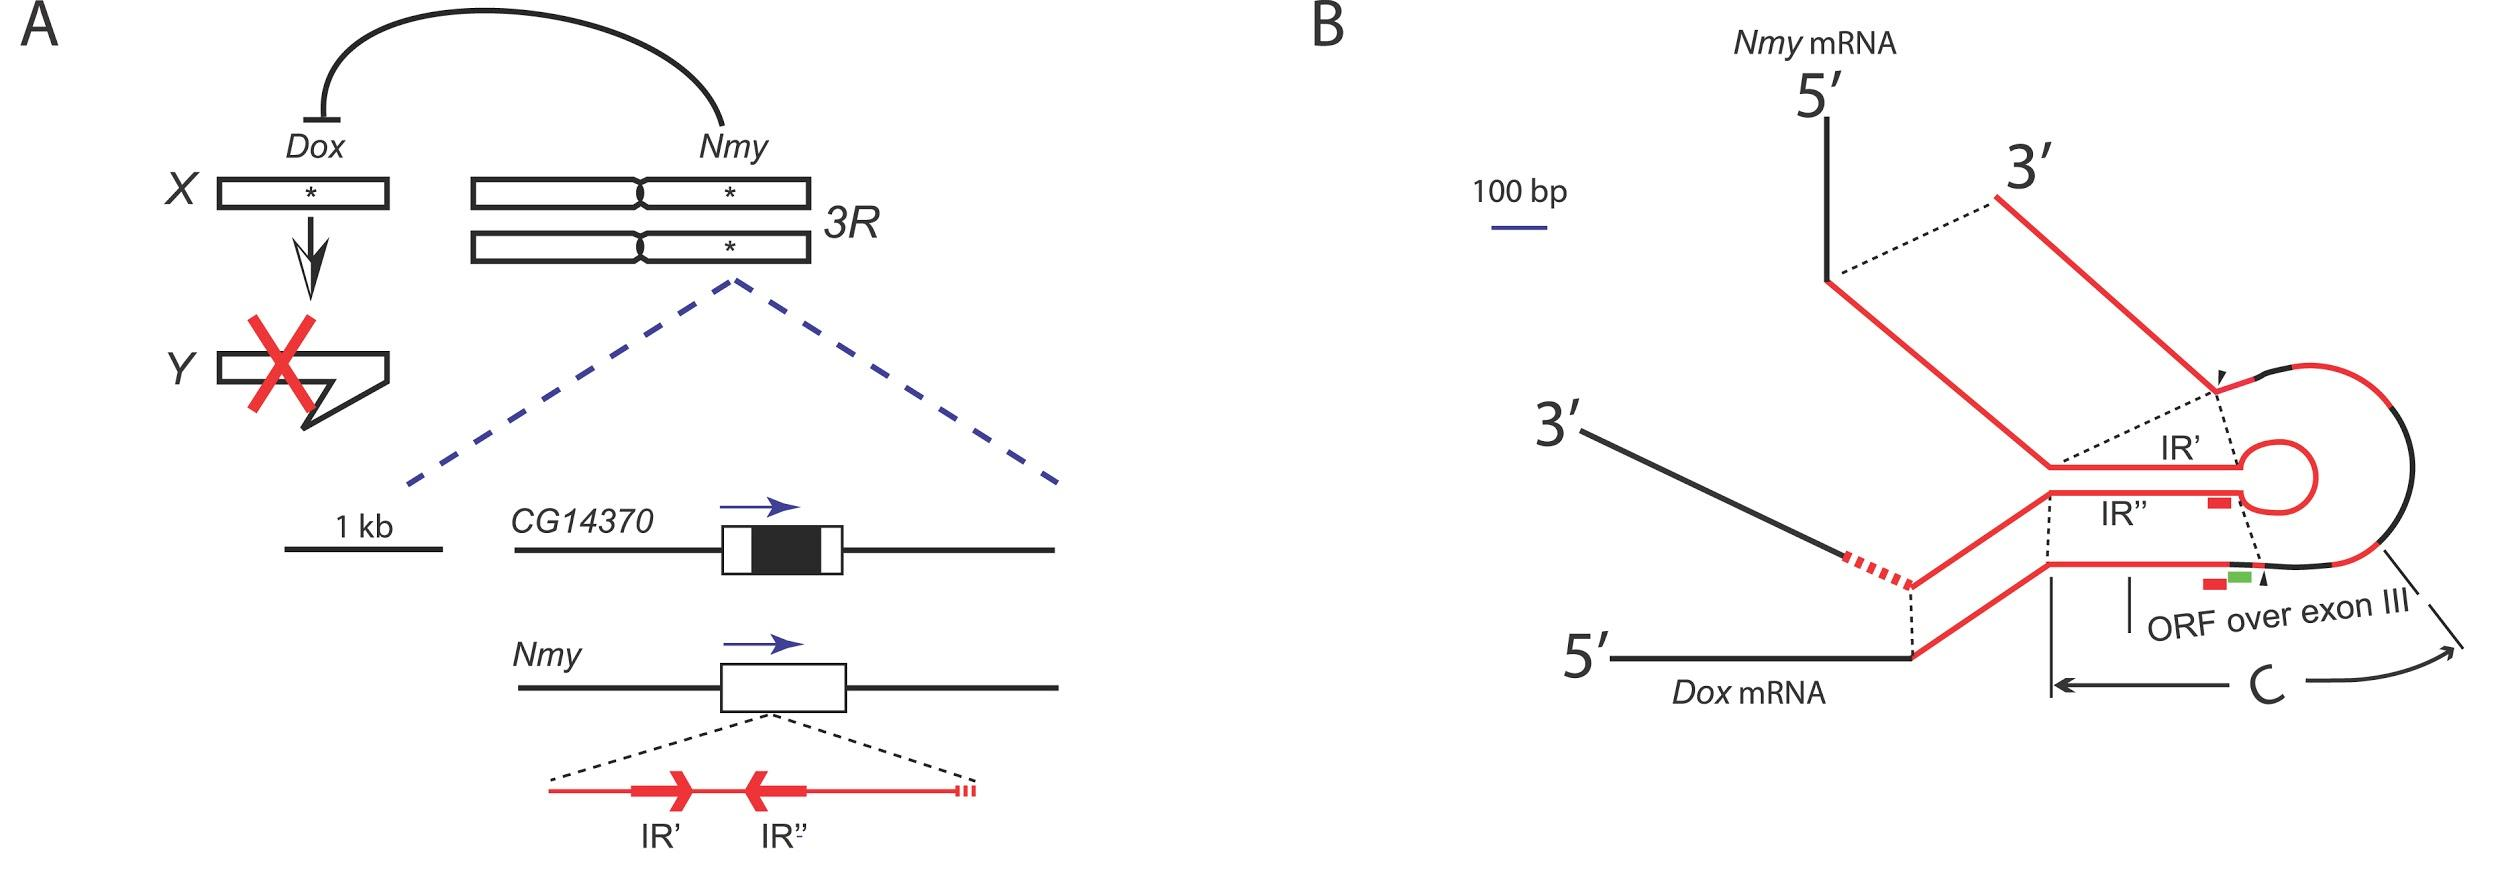 A
Dox
Nmy
X
*
*
3R
*
Y
1 kb
CG14370
Nmy
IR’
IR’’
B
Nmy mRNA
5’
3’
100 bp
3’
IR’
IR’’
ORF over exon III
5’
C
Dox mRNA